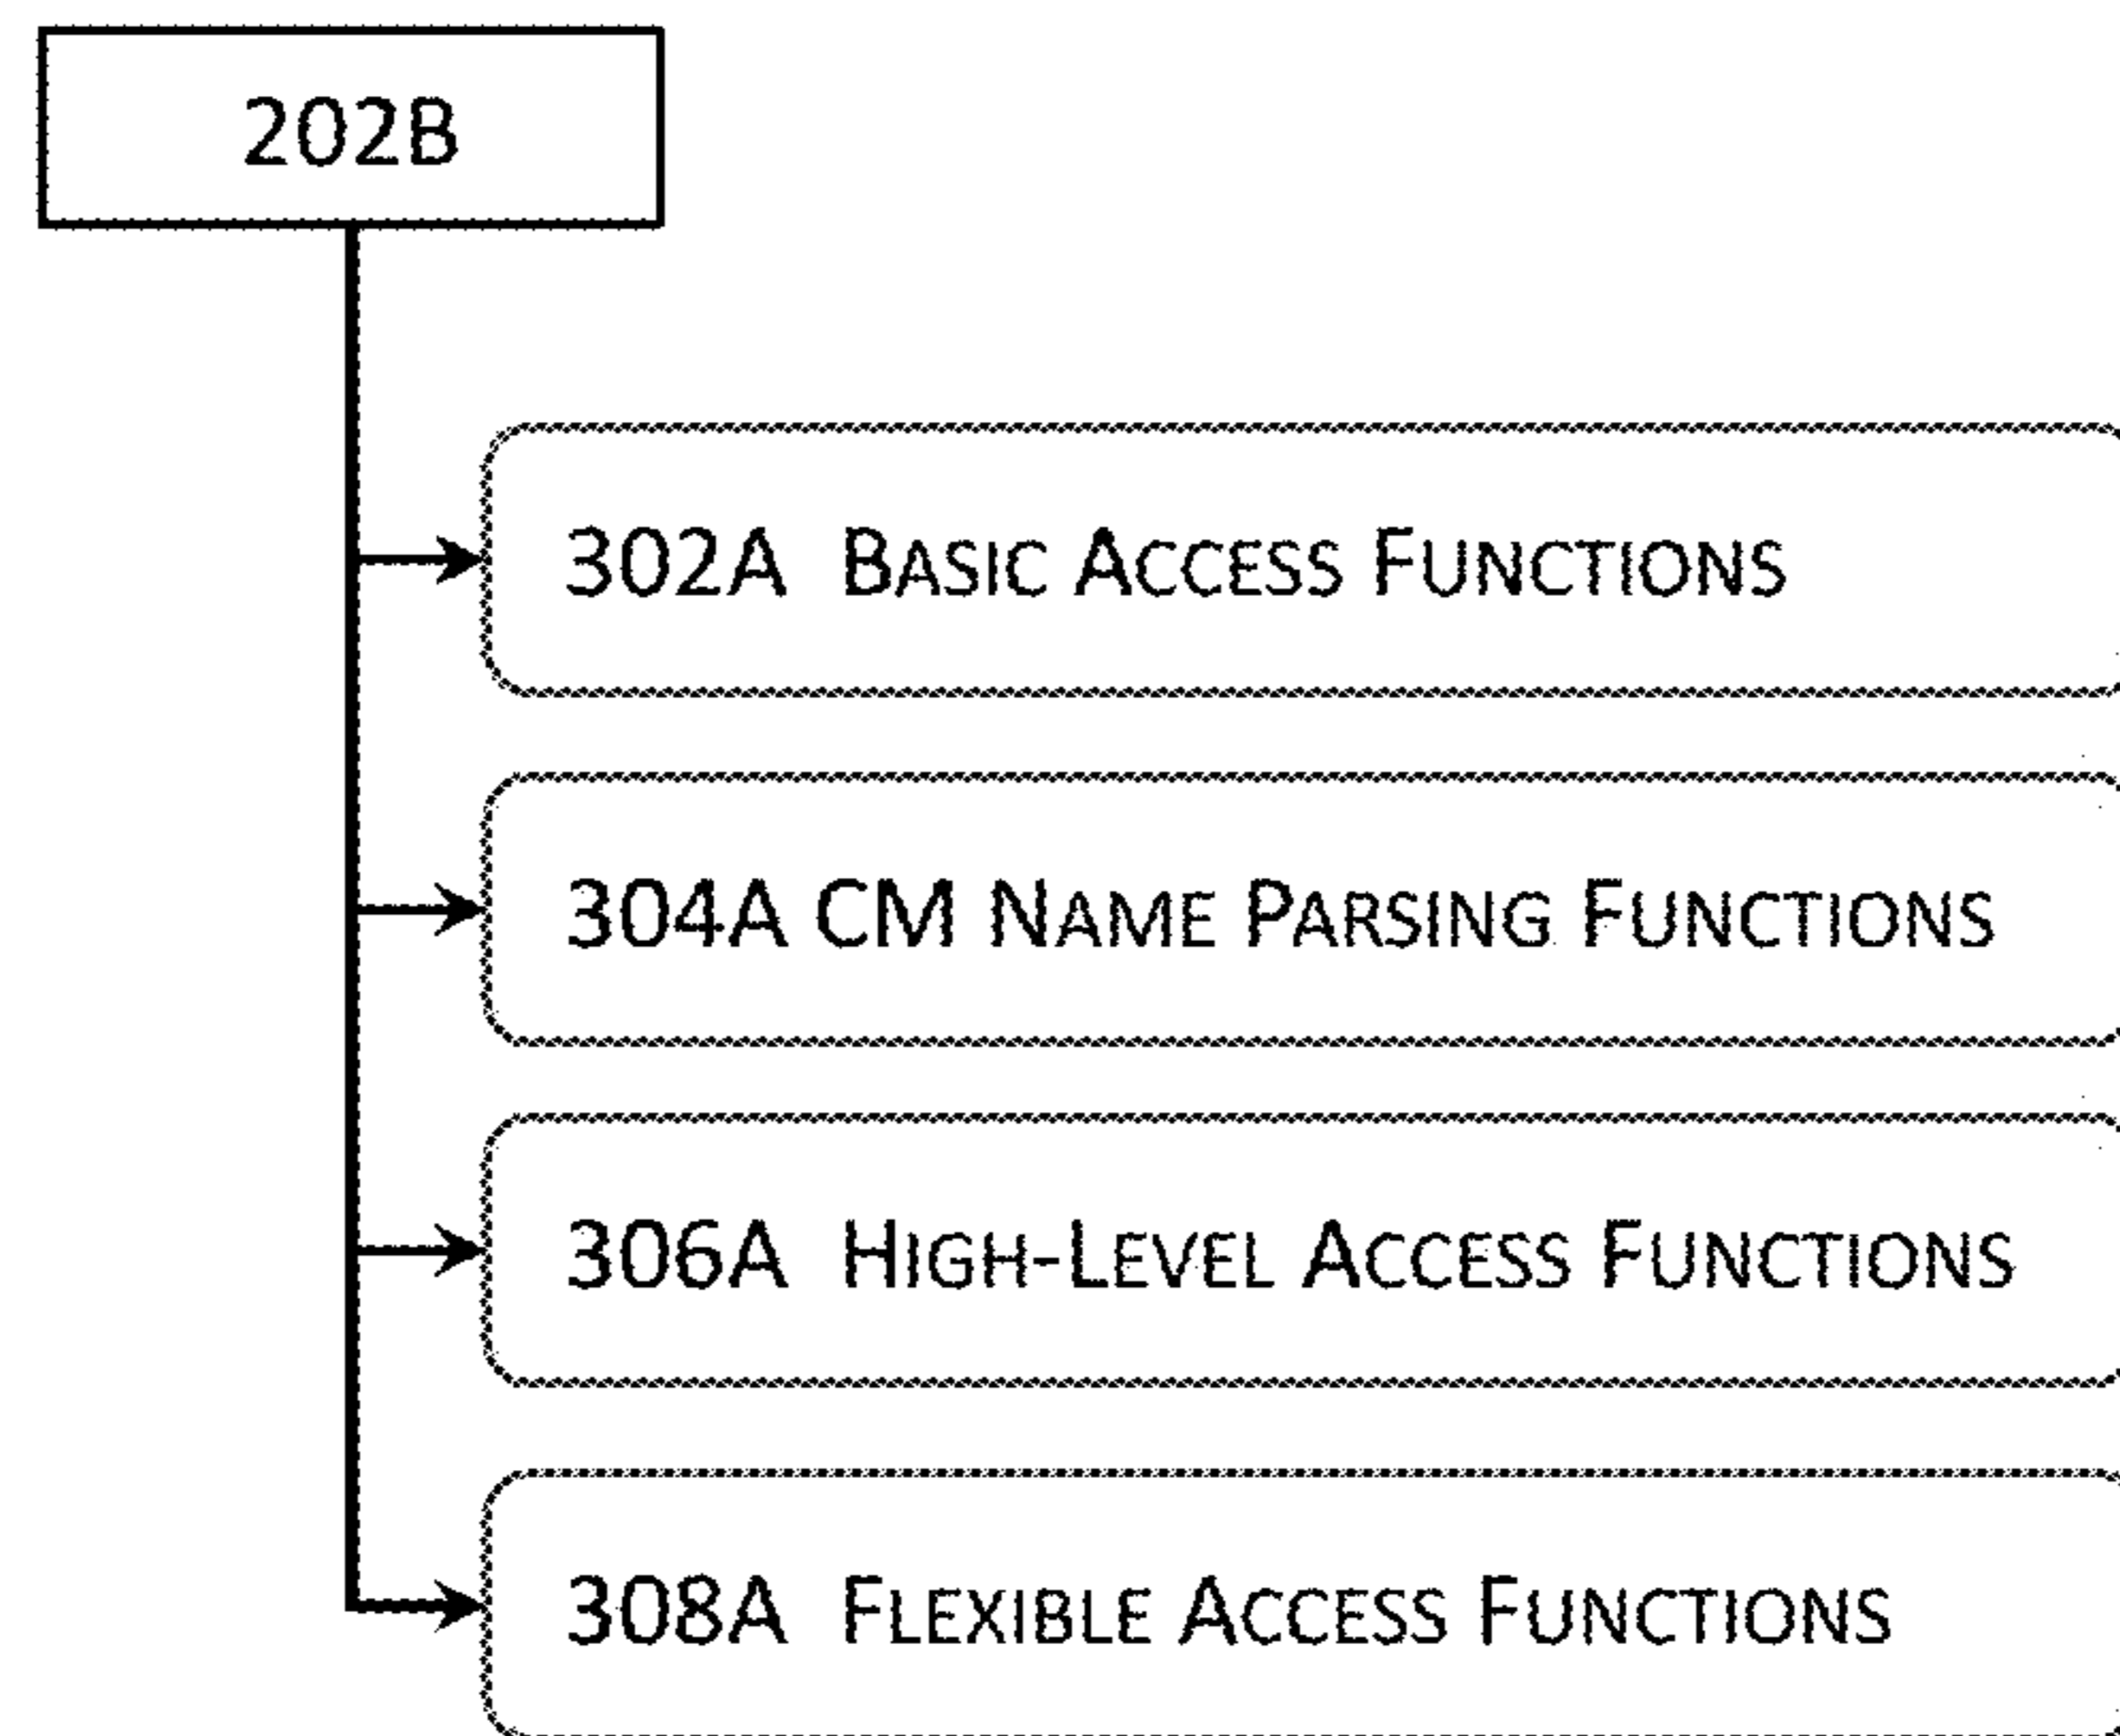 202B
302A Basic Access Functions
304A CM Name Parsing Functions
306A High-Level Access Functions
308A Flexible Access Functions